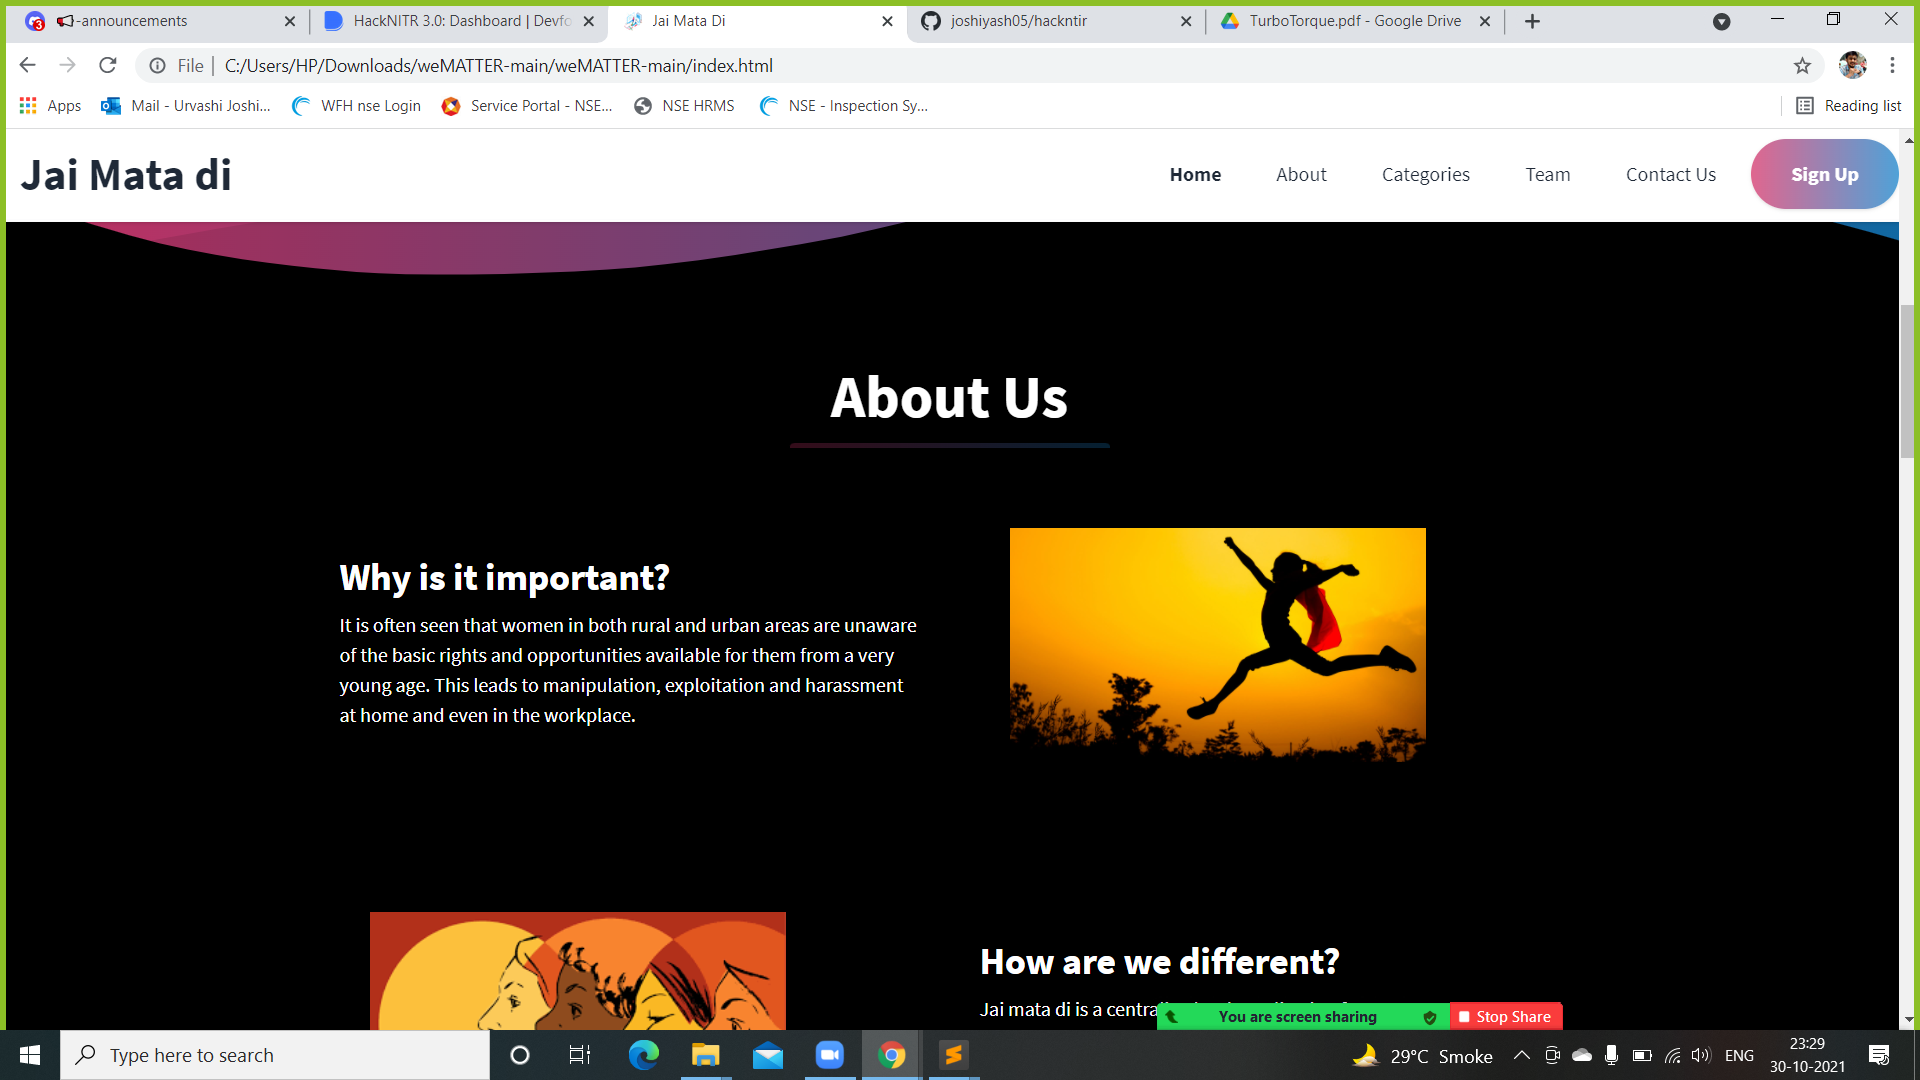 -announcements
HackNITR 3.0: Dashboard | Devfo
Jai Mata Di
joshiyash05/hackntir
TurboTorque.pdf - Google Drive
File | C:/Users/HP/Downloads/weMATTER-main/weMATTER-main/index.html
Apps
Mail - Urvashi Joshi...
WFH nse Login
Service Portal - NSE...
NSE HRMS
NSE - Inspection Sy...
Reading list
Jai Mata di
Home
About
Categories
Team
Contact Us
Sign Up
About Us
Why is it important?
It is often seen that women in both rural and urban areas are unaware
of the basic rights and opportunities available for them from a very
young age. This leads to manipulation, exploitation and harassment
at home and even in the workplace.
How are we different?
Jai mata di is a
You are screen sharing
Stop Share
Type here to search
29°C Smoke
ENG
23:29
30-10-2021
3